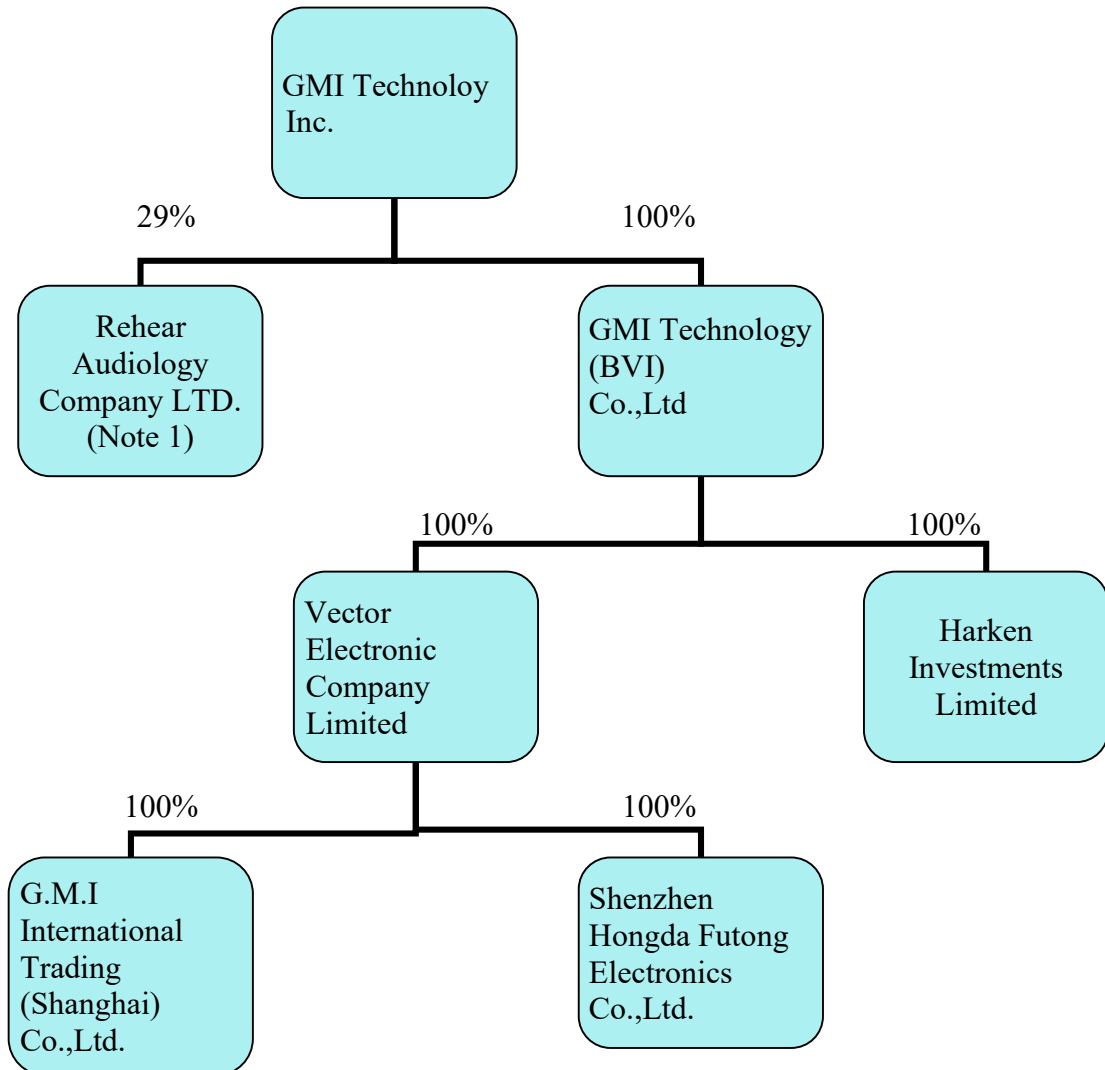 GMI Technoloy
Inc.
29%
100%
Rehear
Audiology
Company LTD.
(Note 1)
GMI Technology
(BVI)
Co.,Ltd
100%
100%
Vector
Electronic
Company
Limited
Harken
Investments
Limited
100%
100%
G.M.I
International
Trading
(Shanghai)
Co.,Ltd.
Shenzhen
Hongda Futong
Electronics
Co.,Ltd.